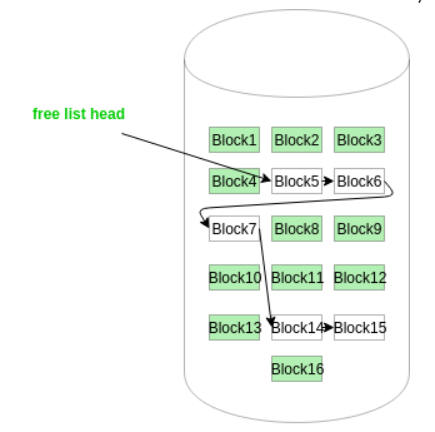 free list head
Block1 Block2 Block3
Block4 Block5 Block6
Block7 Block8 Block9
Block10 Block11 Block12
Block13 Block14 Block15
Block16